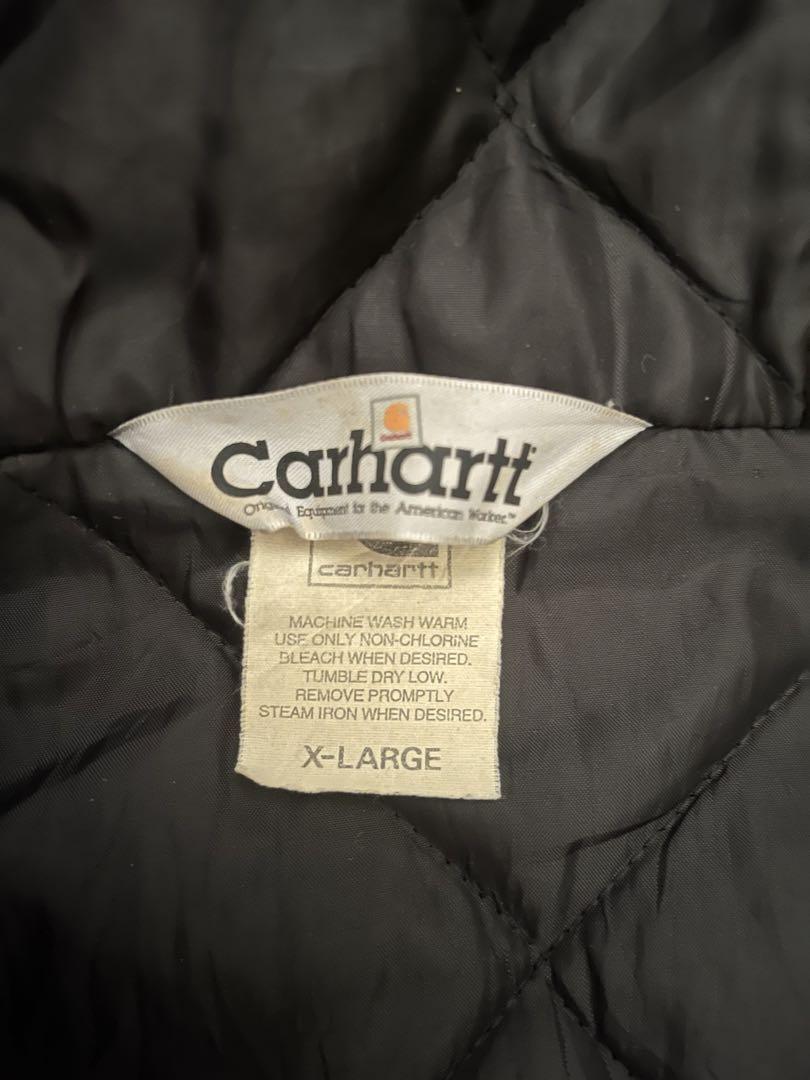 Carhartt
Original Equipment for the American Worker.™
carhartt
MACHINE WASH WARM
USE ONLY NON-CHLORINE
BLEACH WHEN DESIRED.
TUMBLE DRY LOW.
REMOVE PROMPTLY
STEAM IRON WHEN DESIRED.
X-LARGE